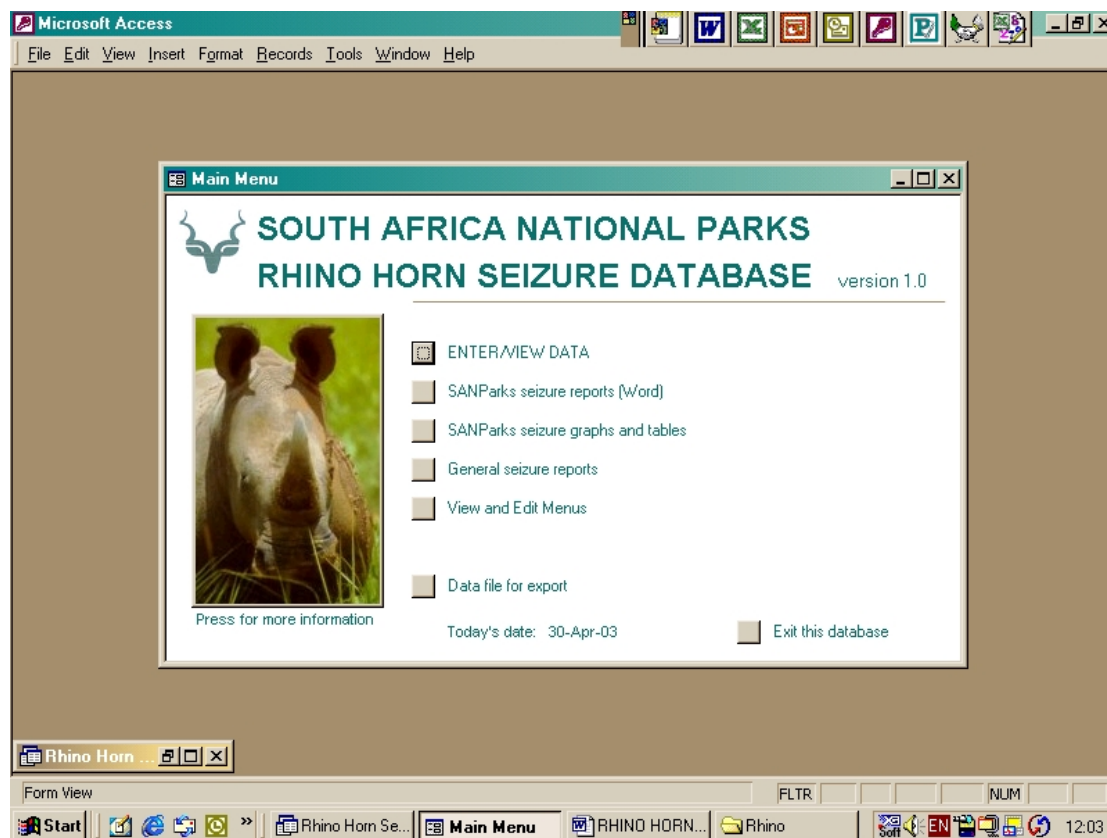 Microsoft Access
File Edit View Insert Format Records Tools Window Help
Main Menu
SOUTH AFRICA NATIONAL PARKS
RHINO HORN SEIZURE DATABASE version 1.0
ENTER/VIEW DATA
SANParks seizure reports (Word)
SANParks seizure graphs and tables
General seizure reports
View and Edit Menus
Data file for export
Press for more information
Today's date: 30-Apr-03 Exit this database
Rhino Horn ...
Form View FLTR NUM
Start » Rhino Horn Se... Main Menu RHINO HORN... Rhino Soft EN 12:03